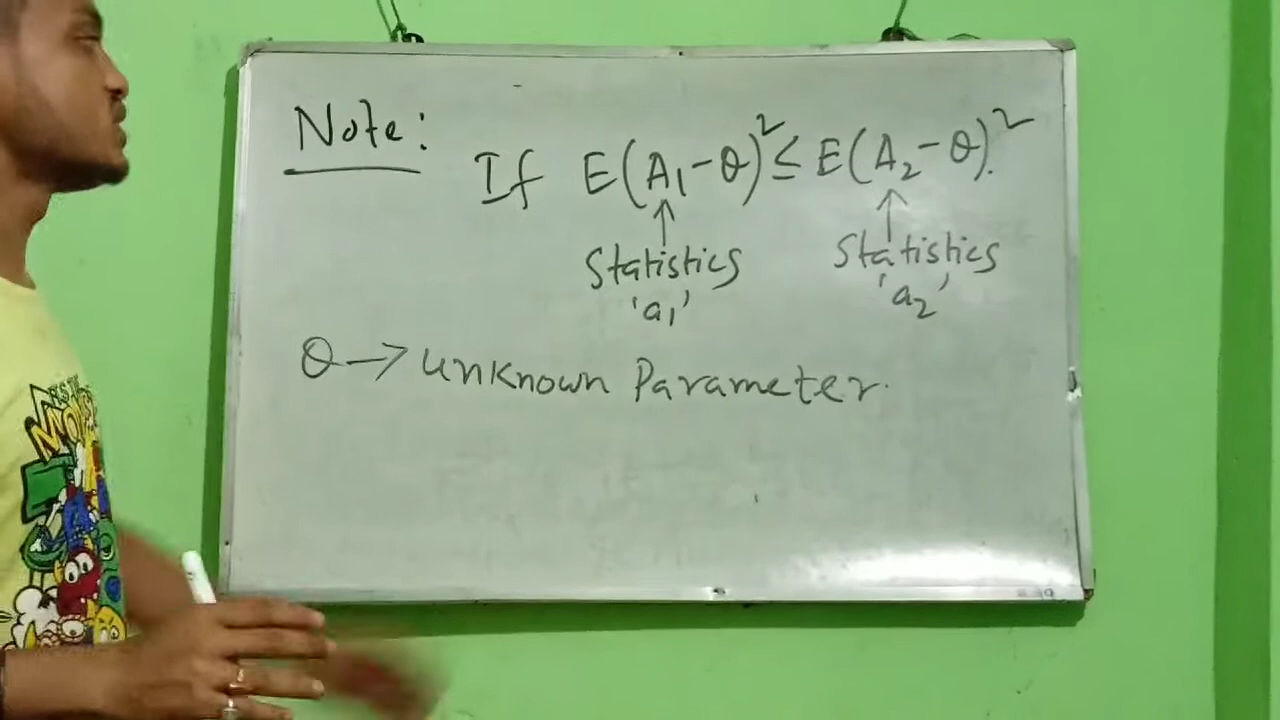 Note:
If E(A₁-θ)² ≤ E(A₂-θ)².
↑ ↑
Statistics Statistics
'a₁' 'a₂'
θ → unknown Parameter.